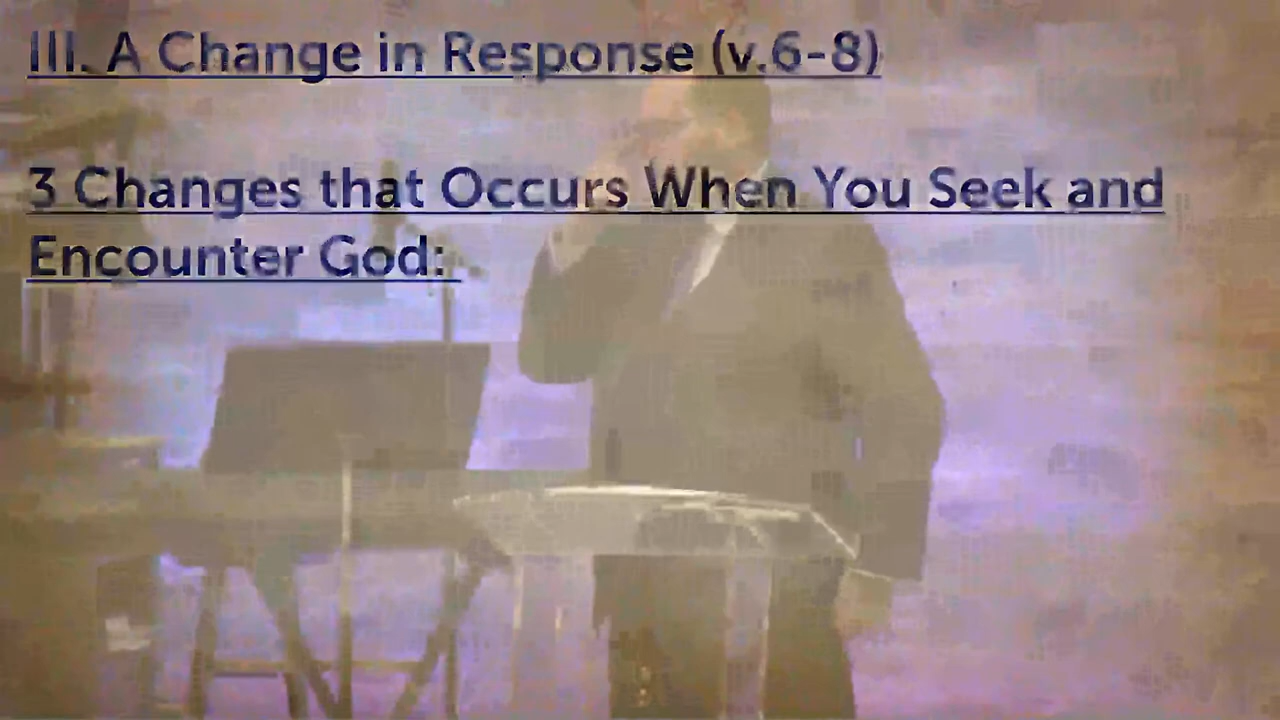 III. A Change in Response (v.6-8)
3 Changes that Occurs When You Seek and
Encounter God: